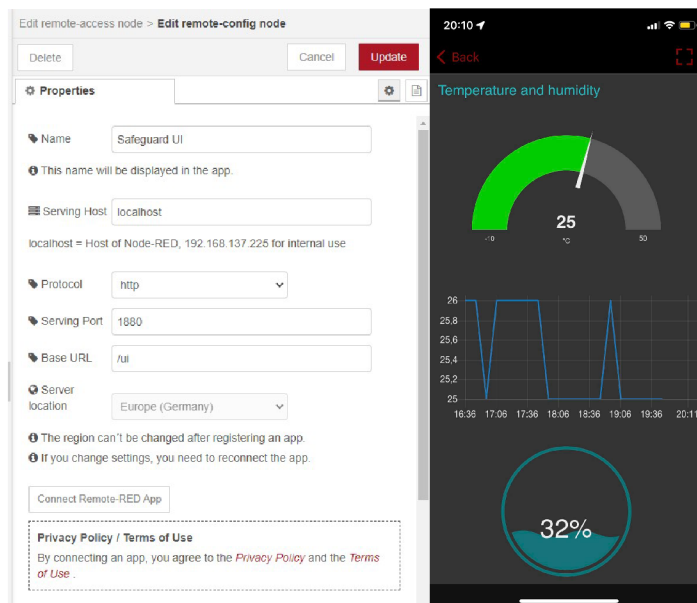 Edit remote-access node > Edit remote-config node
Delete
Cancel
Update
Properties
Name
Safeguard UI
This name will be displayed in the app.
Serving Host
localhost
localhost = Host of Node-RED, 192.168.137.225 for internal use
Protocol
http
Serving Port
1880
Base URL
/ui
Server location
Europe (Germany)
The region can´t be changed after registering an app.
If you change settings, you need to reconnect the app.
Connect Remote-RED App
Privacy Policy / Terms of Use
By connecting an app, you agree to the Privacy Policy and the Terms
of Use .
20:10
Back
Temperature and humidity
25
-10
°C
50
26
25,8
25,6
25,4
25,2
25
16:36 17:06 17:36 18:06 18:36 19:06 19:36 20:11
32%